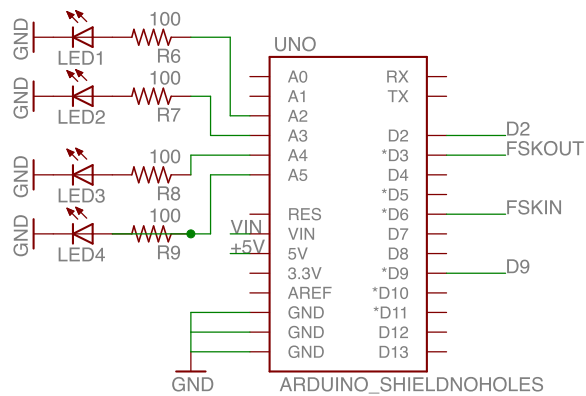 GND
LED1
100
R6
GND
LED2
100
R7
GND
LED3
100
R8
GND
LED4
100
R9
UNO
A0
A1
A2
A3
A4
A5
RES
VIN
5V
3.3V
AREF
GND
GND
GND
RX
TX
D2
*D3
D4
*D5
*D6
D7
D8
*D9
*D10
*D11
D12
D13
VIN
+5V
D2
FSKOUT
FSKIN
D9
GND
ARDUINO_SHIELDNOHOLES